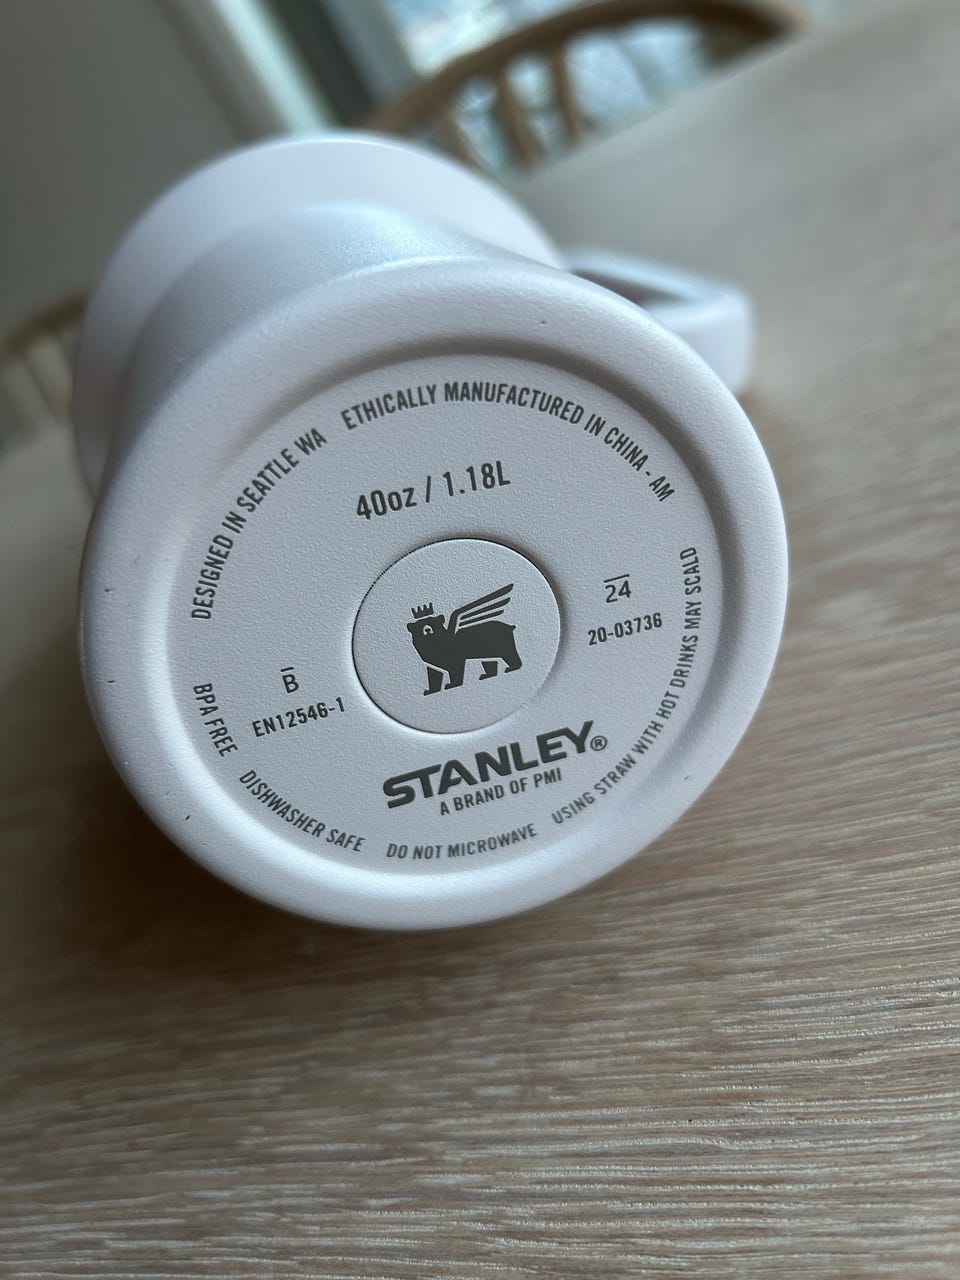 DESIGNED IN SEATTLE WA
ETHICALLY MANUFACTURED IN CHINA - AM
40oz / 1.18L
24
20-03736
B
EN12546-1
STANLEY®
A BRAND OF PMI
BPA FREE
DISHWASHER SAFE
DO NOT MICROWAVE
USING STRAW WITH HOT DRINKS MAY SCALD